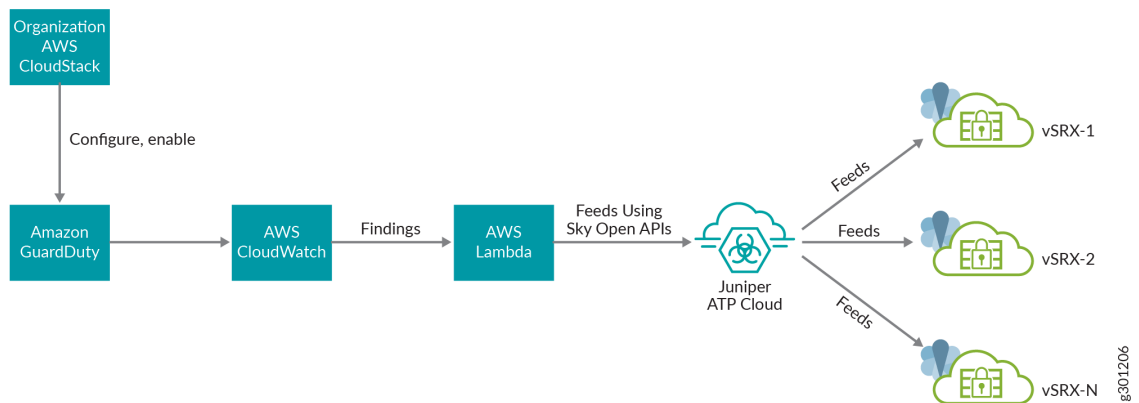 Organization
AWS
CloudStack
Configure, enable
Amazon
GuardDuty
AWS
CloudWatch
Findings
AWS
Lambda
Feeds Using
Sky Open APIs
Juniper
ATP Cloud
Feeds
vSRX-1
Feeds
vSRX-2
Feeds
vSRX-N
g301206